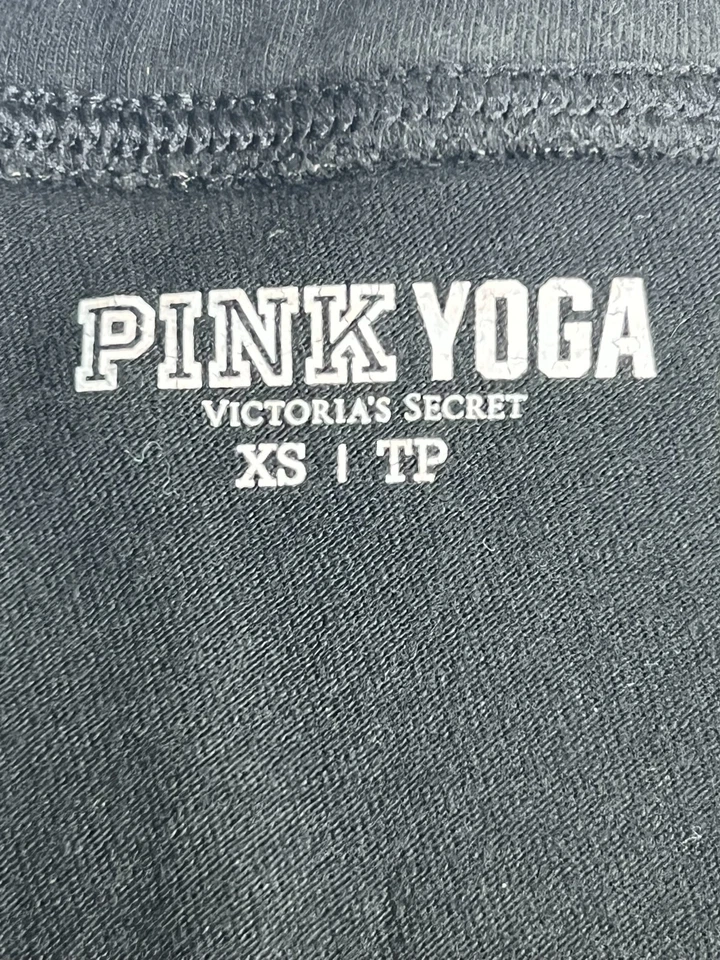 PINK YOGA
VICTORIA'S SECRET
XS | TP